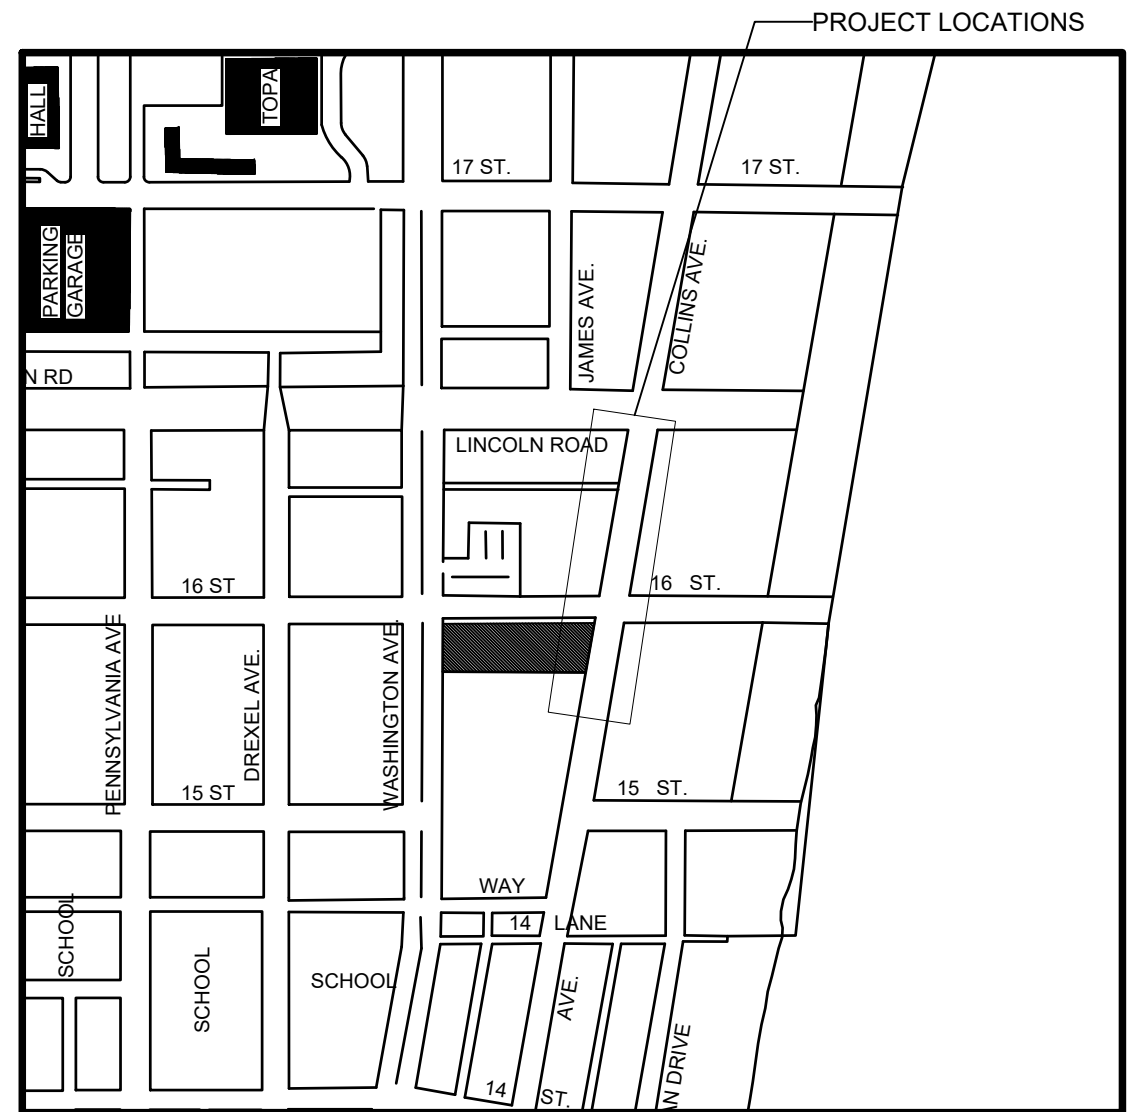 PROJECT LOCATIONS
HALL
TOPA
17 ST.
17 ST.
PARKING
GARAGE
JAMES AVE.
COLLINS AVE.
N RD
LINCOLN ROAD
16 ST
16 ST.
PENNSYLVANIA AVE
DREXEL AVE.
WASHINGTON AVE.
15 ST
15 ST.
WAY
14 LANE
SCHOOL
SCHOOL
SCHOOL
AVE.
AN DRIVE
14 ST.